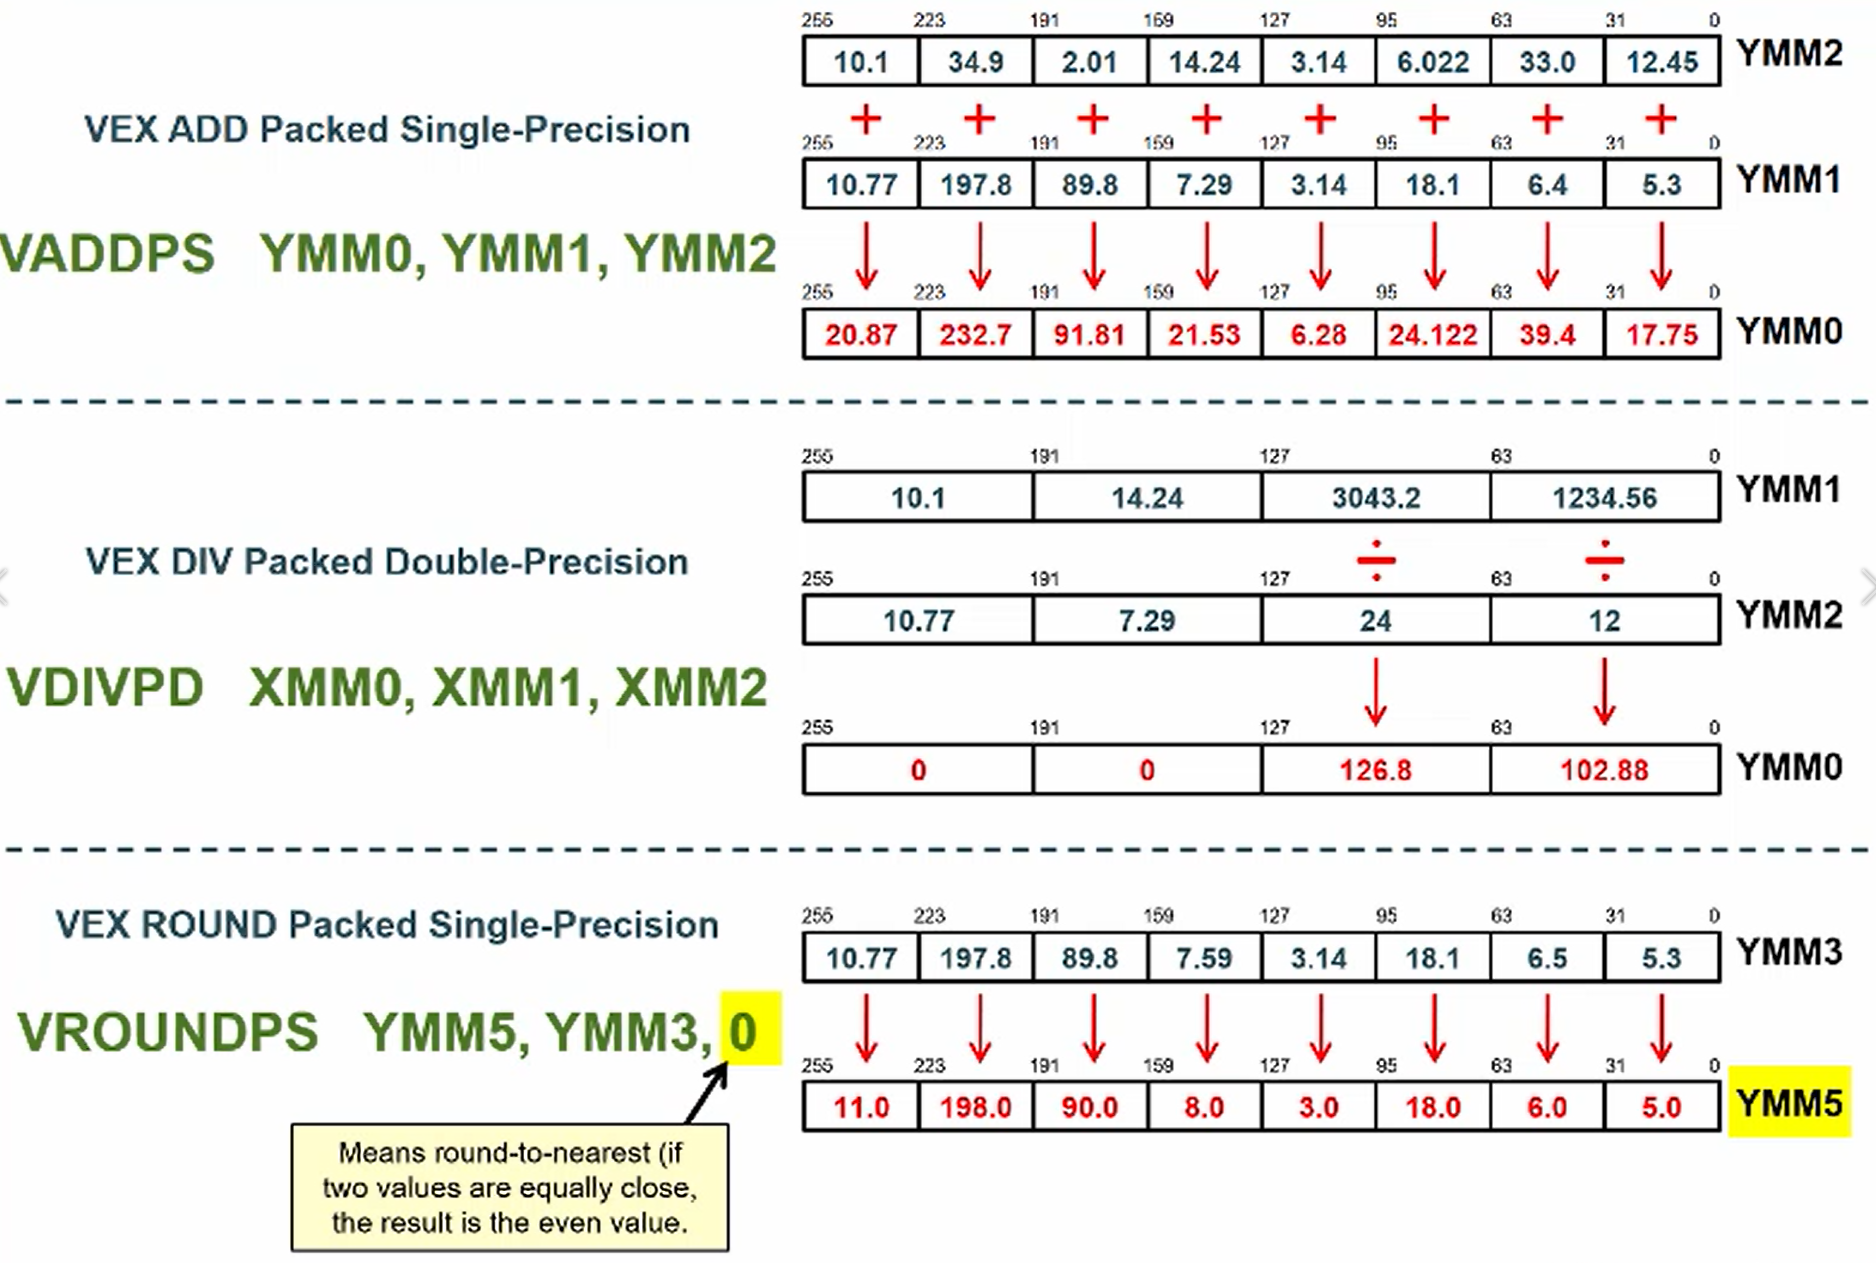 255 223 191 159 127 95 63 31 0
10.1 34.9 2.01 14.24 3.14 6.022 33.0 12.45 YMM2
+ + + + + + + +
VEX ADD Packed Single-Precision
255 223 191 159 127 95 63 31 0
10.77 197.8 89.8 7.29 3.14 18.1 6.4 5.3 YMM1
VADDPS YMM0, YMM1, YMM2
255 223 191 159 127 95 63 31 0
20.87 232.7 91.81 21.53 6.28 24.122 39.4 17.75 YMM0
255 191 127 63 0
10.1 14.24 3043.2 1234.56 YMM1
÷ ÷
VEX DIV Packed Double-Precision
255 191 127 63 0
10.77 7.29 24 12 YMM2
VDIVPD XMM0, XMM1, XMM2
255 191 127 63 0
0 0 126.8 102.88 YMM0
VEX ROUND Packed Single-Precision
255 223 191 159 127 95 63 31 0
10.77 197.8 89.8 7.59 3.14 18.1 6.5 5.3 YMM3
VROUNDPS YMM5, YMM3, 0
255 223 191 159 127 95 63 31 0
11.0 198.0 90.0 8.0 3.0 18.0 6.0 5.0 YMM5
Means round-to-nearest (if
two values are equally close,
the result is the even value.